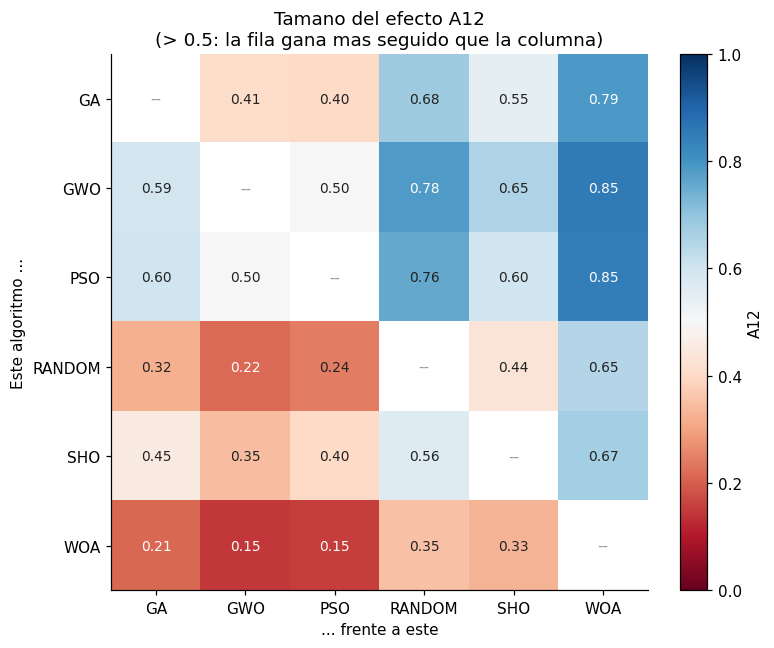 Tamano del efecto A12
(> 0.5: la fila gana mas seguido que la columna)
GA -- 0.41 0.40 0.68 0.55 0.79
GWO 0.59 -- 0.50 0.78 0.65 0.85
PSO 0.60 0.50 -- 0.76 0.60 0.85
RANDOM 0.32 0.22 0.24 -- 0.44 0.65
SHO 0.45 0.35 0.40 0.56 -- 0.67
WOA 0.21 0.15 0.15 0.35 0.33 --
GA GWO PSO RANDOM SHO WOA
... frente a este
Este algoritmo ...
1.0
0.8
0.6
0.4
0.2
0.0
A12